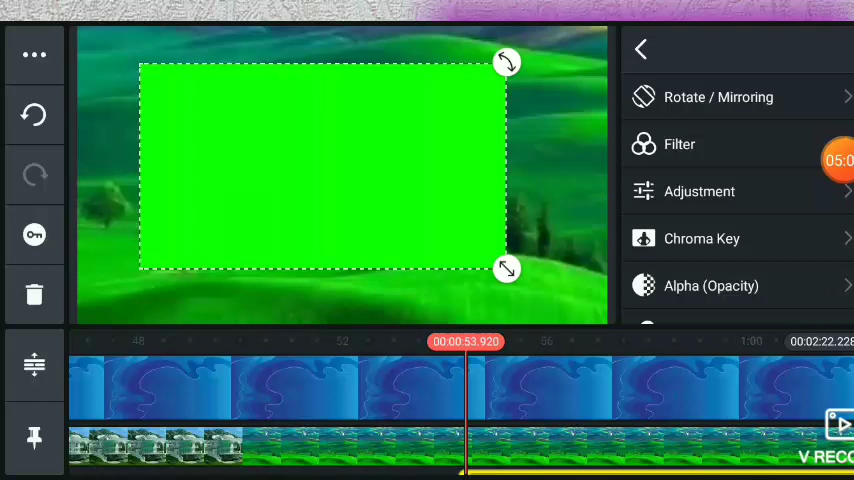 Rotate / Mirroring
Filter
05:0
Adjustment
Chroma Key
Alpha (Opacity)
48
52
00:00:53.920
56
1:00
00:02:22.228
V RECO